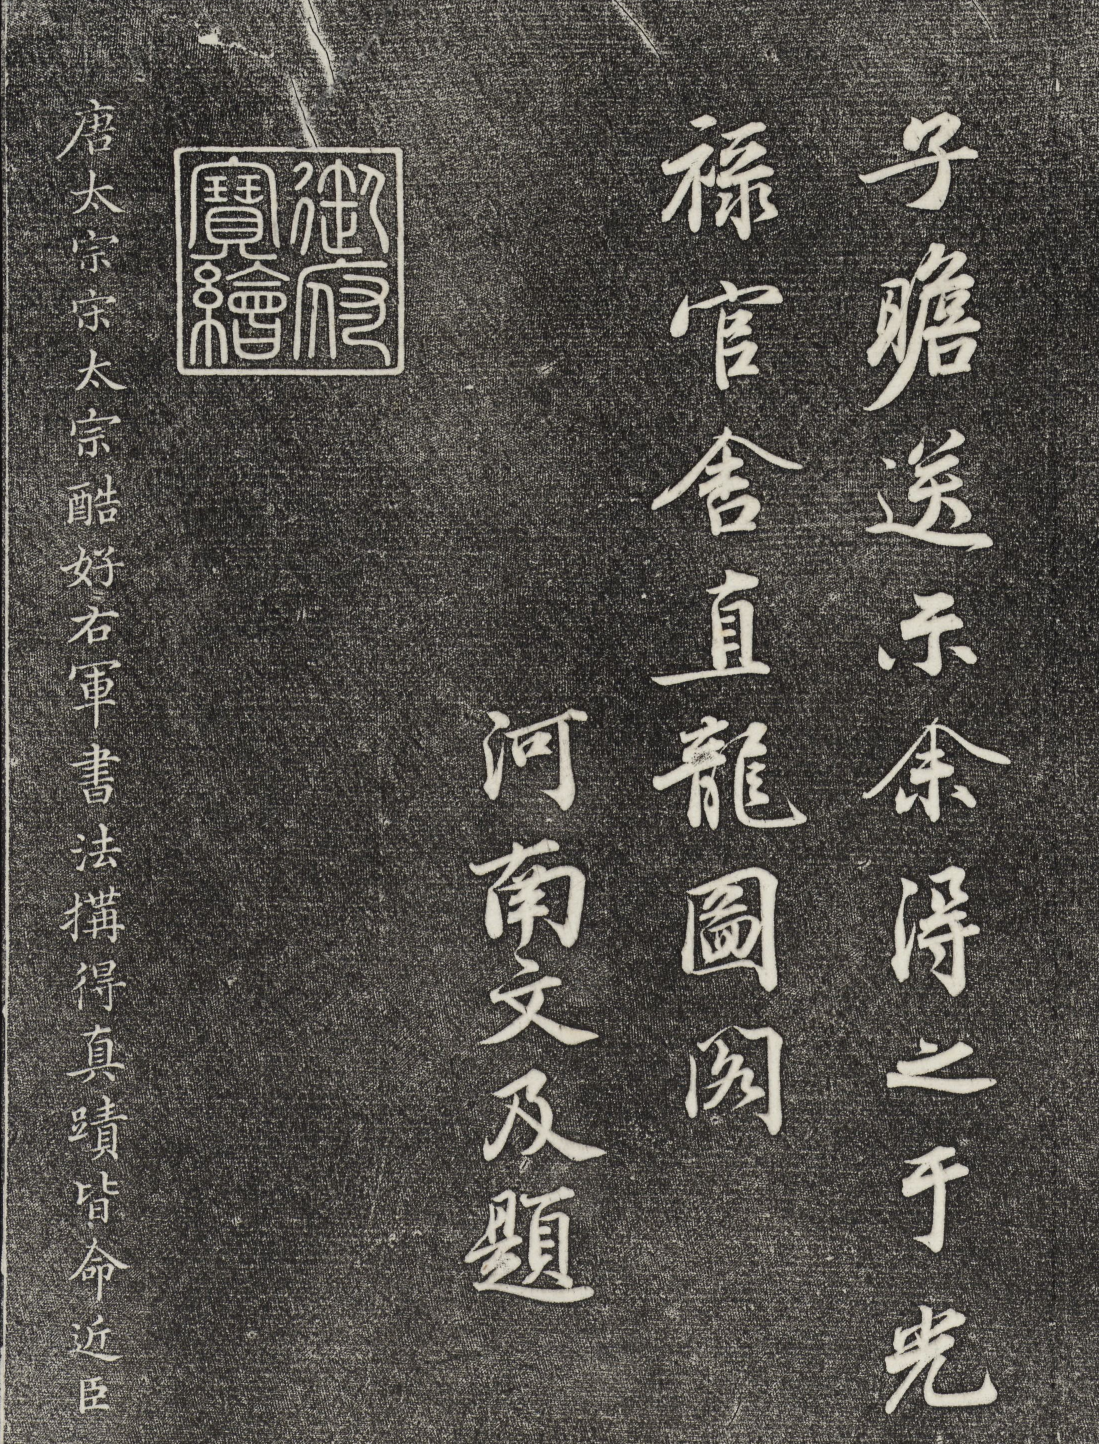 子瞻送示余得之于光
祿官舍直龍圖閣
河南文及題
御府
寶繪
唐太宗宋太宗酷好右軍書法搆得真蹟皆命近臣